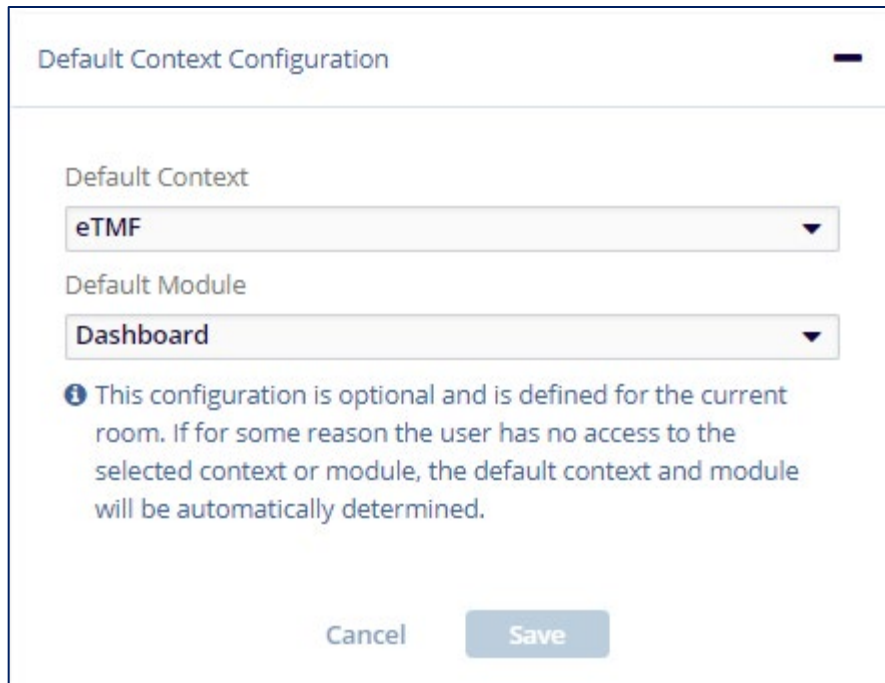 Default Context Configuration
Default Context
eTMF
Default Module
Dashboard
This configuration is optional and is defined for the current
room. If for some reason the user has no access to the
selected context or module, the default context and module
will be automatically determined.
Cancel Save